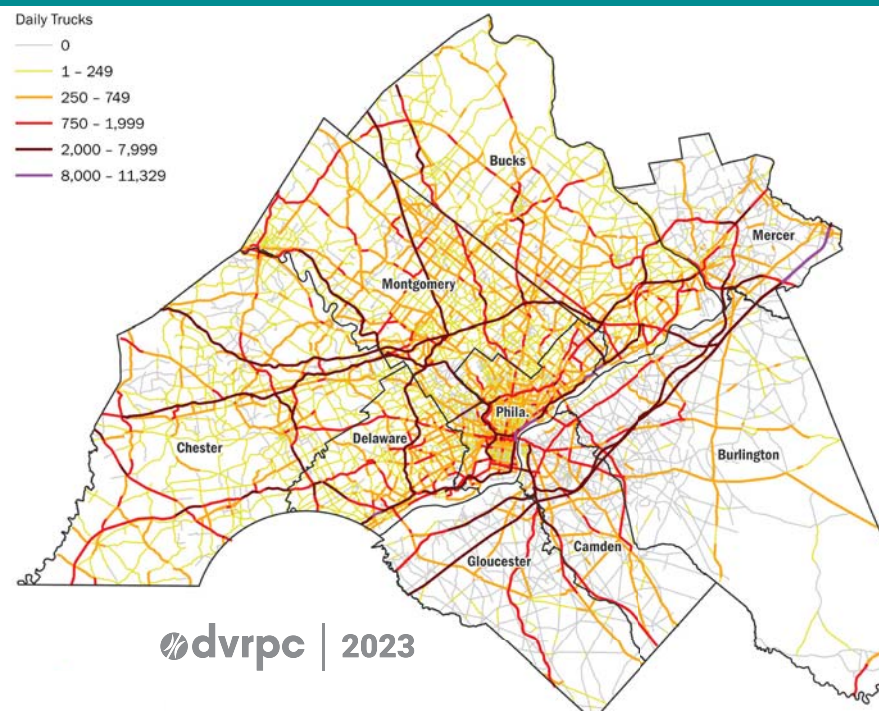 Daily Trucks
0
1 – 249
250 – 749
750 – 1,999
2,000 – 7,999
8,000 – 11,329
Bucks
Mercer
Montgomery
Phila.
Chester
Delaware
Burlington
Camden
Gloucester
dvrpc | 2023